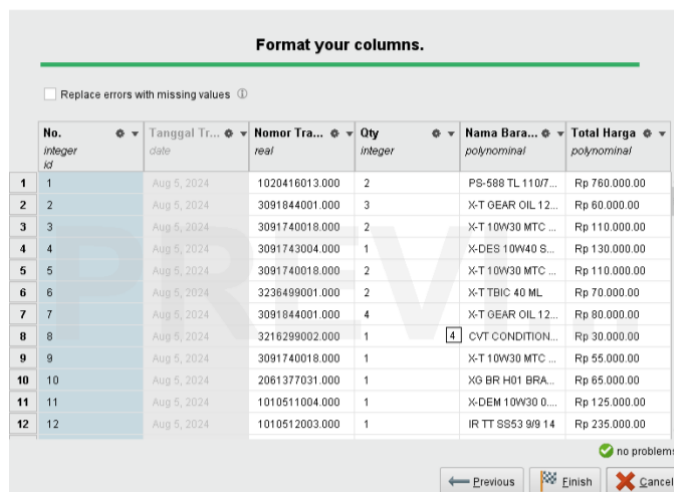 Format your columns.
Replace errors with missing values
No. Tanggal Tr... Nomor Tra... Qty Nama Bara... Total Harga
integer date real integer polynominal polynominal
id
1 1 Aug 5, 2024 1020416013.000 2 PS-588 TL 110/7... Rp 760.000.00
2 2 Aug 5, 2024 3091844001.000 3 X-T GEAR OIL 12... Rp 60.000.00
3 3 Aug 5, 2024 3091740018.000 2 X-T 10W30 MTC ... Rp 110.000.00
4 4 Aug 5, 2024 3091743004.000 1 X-DES 10W40 S... Rp 130.000.00
5 5 Aug 5, 2024 3091740018.000 2 X-T 10W30 MTC ... Rp 110.000.00
6 6 Aug 5, 2024 3236499001.000 2 X-T TBIC 40 ML Rp 70.000.00
7 7 Aug 5, 2024 3091844001.000 4 X-T GEAR OIL 12... Rp 80.000.00
8 8 Aug 5, 2024 3216299002.000 1 4 CVT CONDITION... Rp 30.000.00
9 9 Aug 5, 2024 3091740018.000 1 X-T 10W30 MTC ... Rp 55.000.00
10 10 Aug 5, 2024 2061377031.000 1 XG BR H01 BRA... Rp 65.000.00
11 11 Aug 5, 2024 1010511004.000 1 X-DEM 10W30 0.... Rp 125.000.00
12 12 Aug 5, 2024 1010512003.000 1 IR TT SS53 9/9 14 Rp 235.000.00
no problems
Previous Finish Cancel